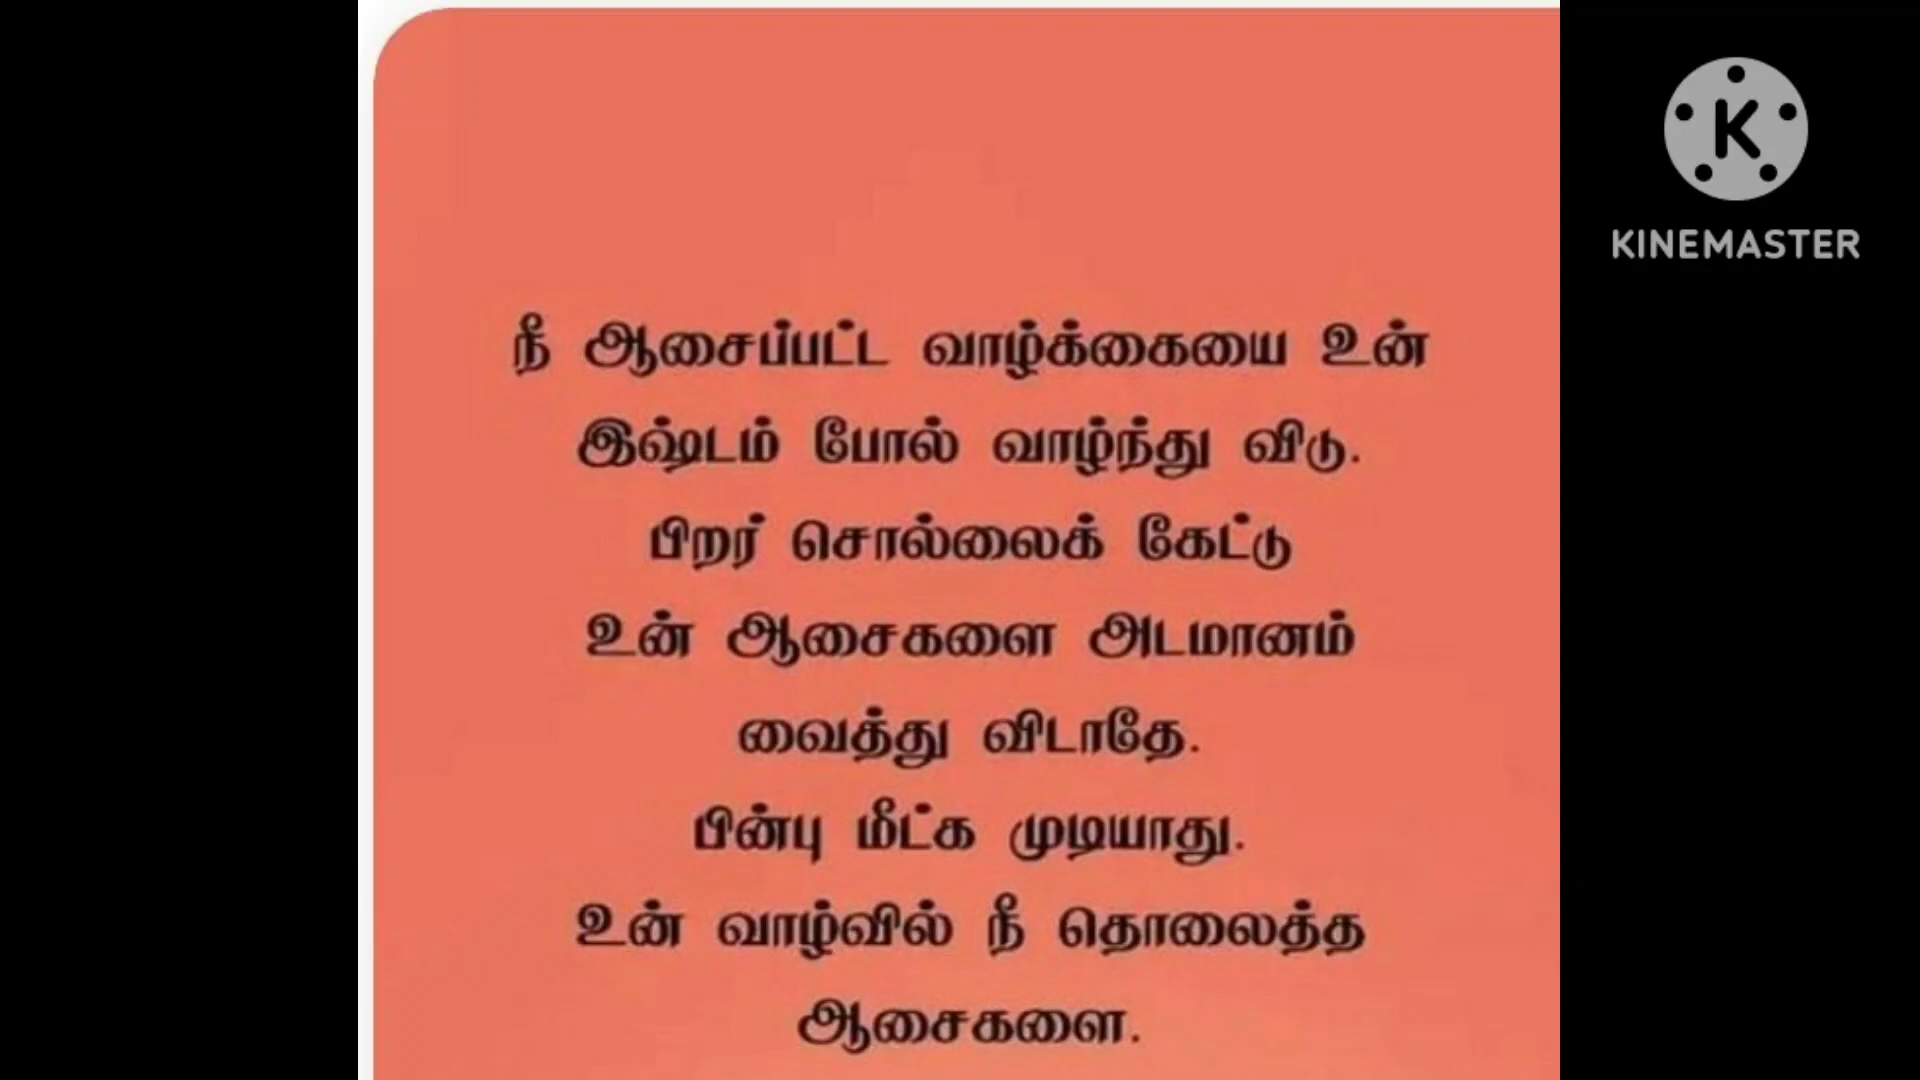 நீ ஆசைப்பட்ட வாழ்க்கையை உன்
இஷ்டம் போல் வாழ்ந்து விடு.
பிறர் சொல்லைக் கேட்டு
உன் ஆசைகளை அடமானம்
வைத்து விடாதே.
பின்பு மீட்க முடியாது.
உன் வாழ்வில் நீ தொலைத்த
ஆசைகளை.
K
KINEMASTER